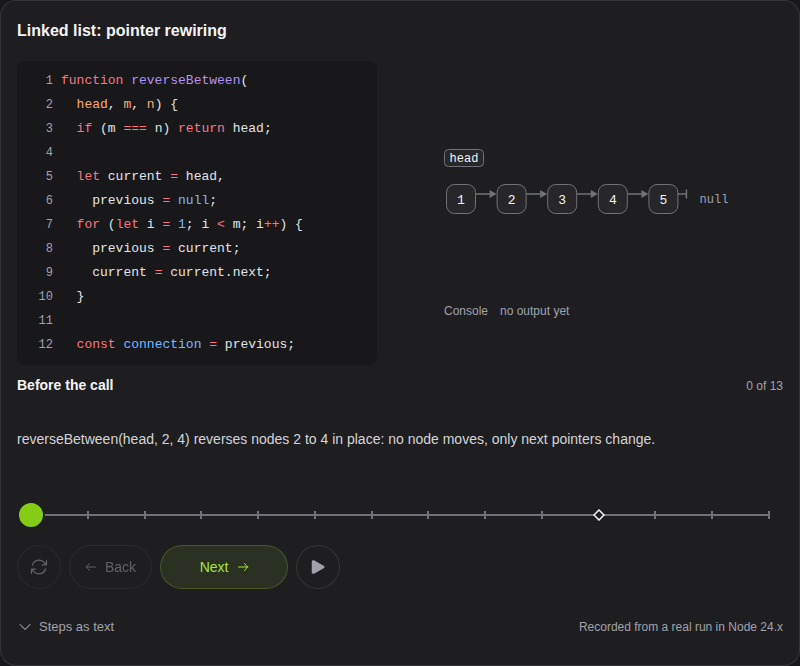 Linked list: pointer rewiring
1 function reverseBetween(
2   head, m, n) {
3   if (m === n) return head;
4
5   let current = head,
6     previous = null;
7   for (let i = 1; i < m; i++) {
8     previous = current;
9     current = current.next;
10   }
11
12   const connection = previous;
head
1 2 3 4 5 null
Console no output yet
Before the call 0 of 13
reverseBetween(head, 2, 4) reverses nodes 2 to 4 in place: no node moves, only next pointers change.
Back Next
Steps as text Recorded from a real run in Node 24.x